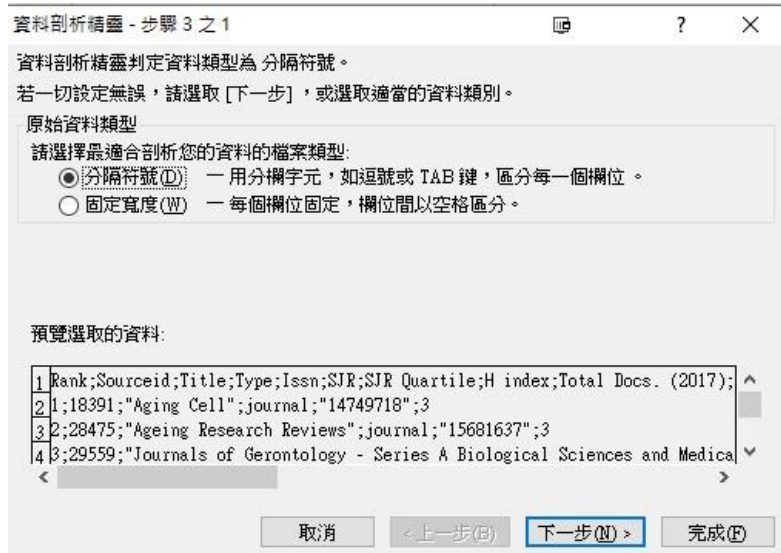 資料剖析精靈 - 步驟 3 之 1
?
資料剖析精靈判定資料類型為 分隔符號。
若一切設定無誤，請選取 [下一步]，或選取適當的資料類別。
原始資料類型
請選擇最適合剖析您的資料的檔案類型:
分隔符號(D) — 用分欄字元，如逗號或 TAB 鍵，區分每一個欄位 。
固定寬度(W) — 每個欄位固定，欄位間以空格區分。
預覽選取的資料:
1 Rank;Sourceid;Title;Type;Issn;SJR;SJR Quartile;H index;Total Docs. (2017);
2 1;18391;"Aging Cell";journal;"14749718";3
3 2;28475;"Ageing Research Reviews";journal;"15681637";3
4 3;29559;"Journals of Gerontology - Series A Biological Sciences and Medica
取消 <上一步(B) 下一步(N) > 完成(F)